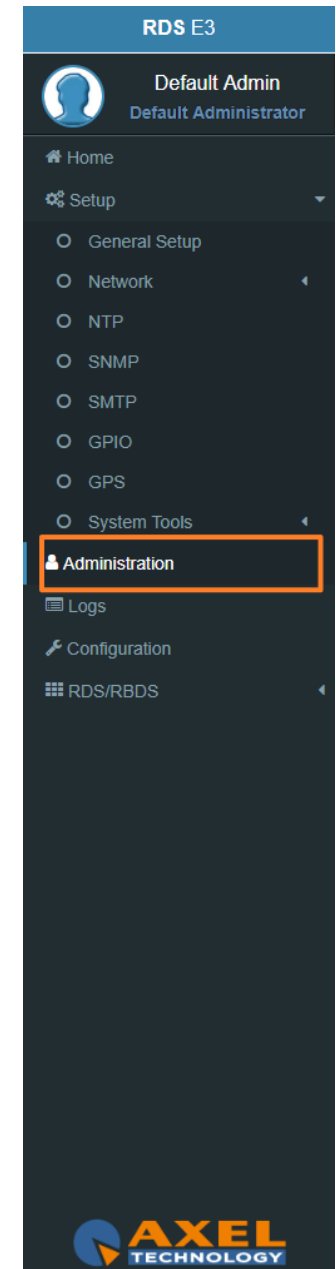 RDS E3
Default Admin
Default Administrator
Home
Setup
General Setup
Network
NTP
SNMP
SMTP
GPIO
GPS
System Tools
Administration
Logs
Configuration
RDS/RBDS
AXEL
TECHNOLOGY